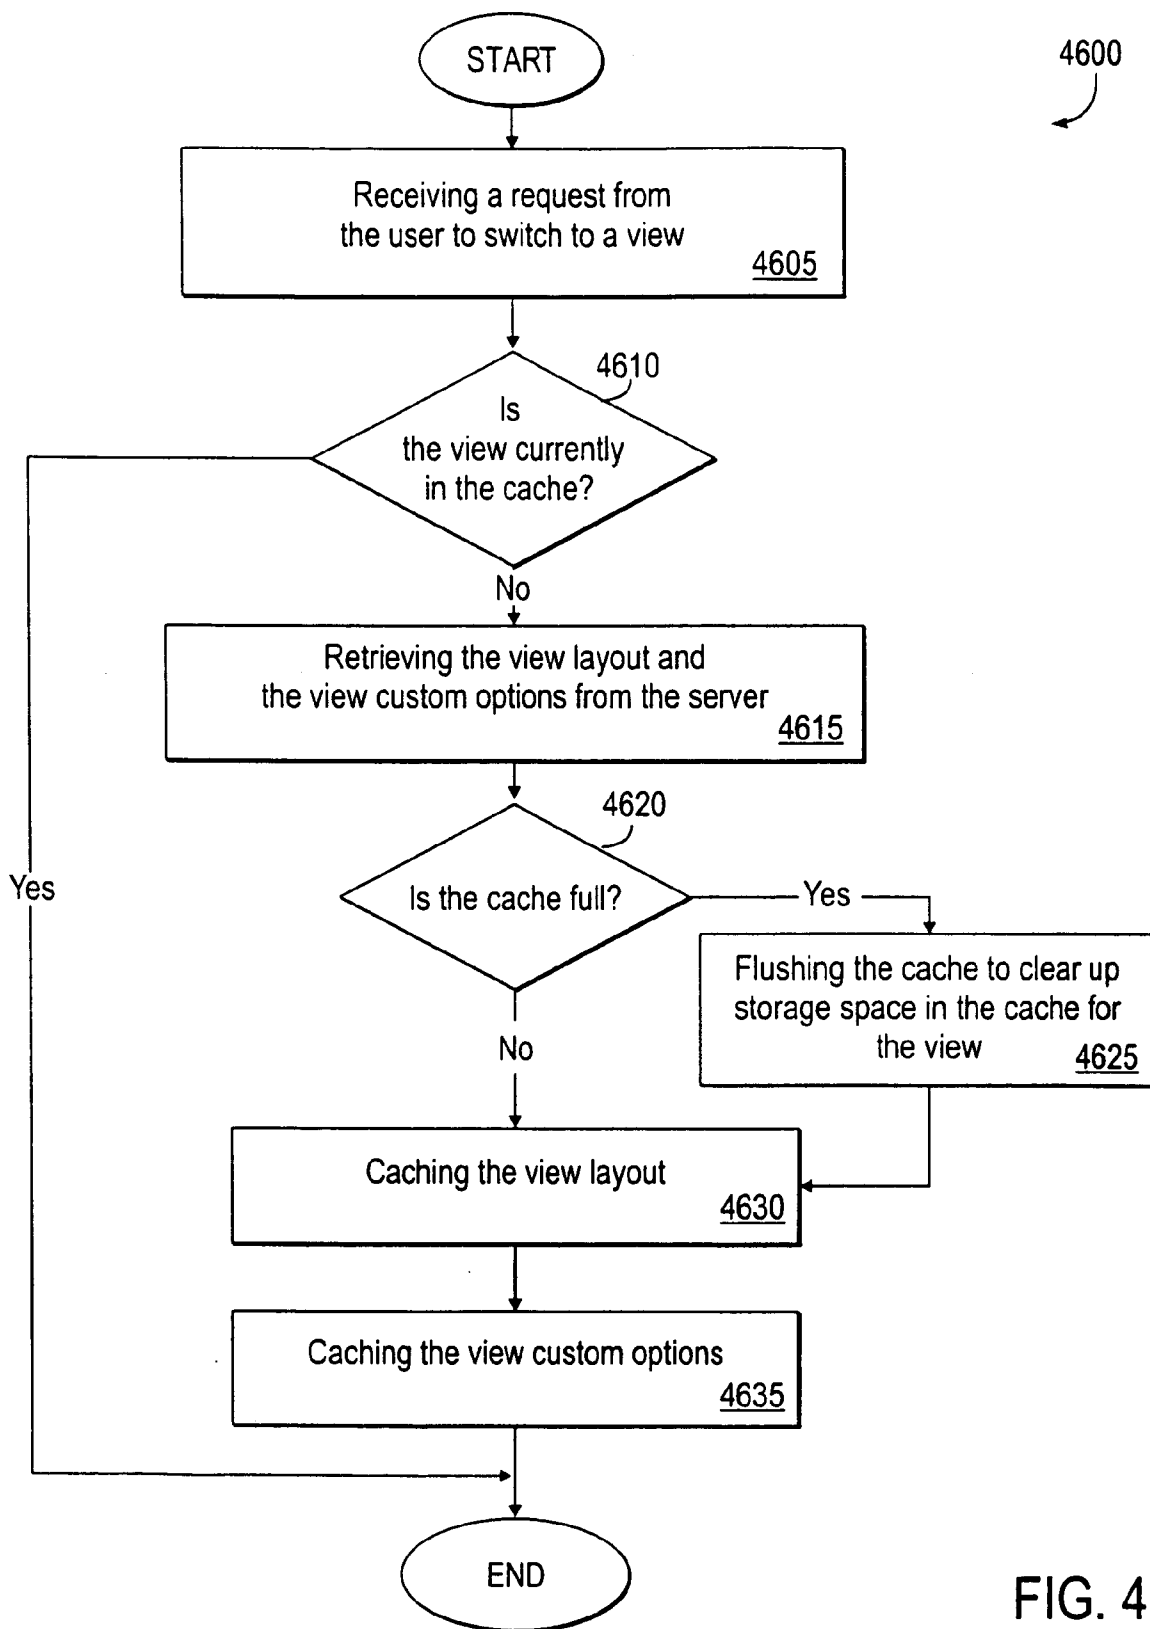 START
4600
Receiving a request from
the user to switch to a view
4605
4610
Is
the view currently
in the cache?
No
Retrieving the view layout and
the view custom options from the server
4615
4620
Is the cache full?
Yes
Yes
Flushing the cache to clear up
storage space in the cache for
the view
4625
No
Caching the view layout
4630
Caching the view custom options
4635
END
FIG. 4